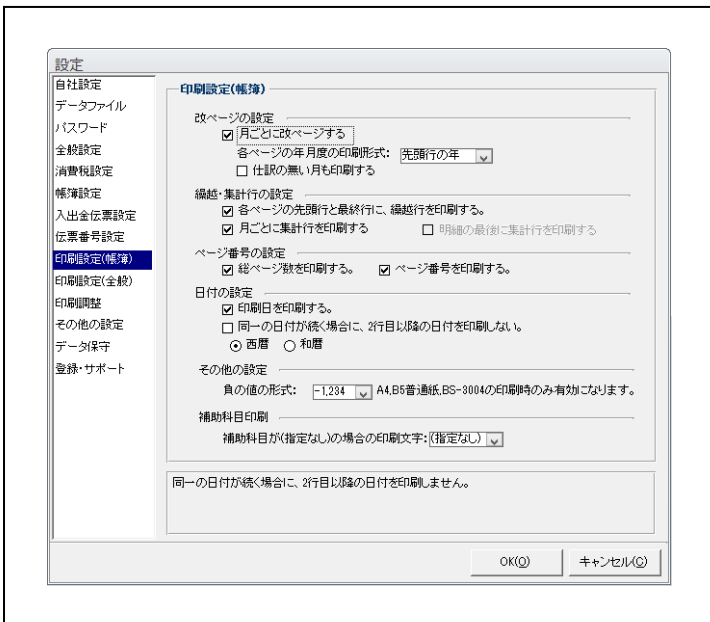 設定
自社設定
データファイル
パスワード
全般設定
消費税設定
帳簿設定
入出金伝票設定
伝票番号設定
印刷設定(帳簿)
印刷設定(全般)
印刷調整
その他の設定
データ保守
登録・サポート
印刷設定(帳簿)
改ページの設定
月ごとに改ページする
各ページの年月度の印刷形式: 先頭行の年
仕訳の無い月も印刷する
繰越・集計行の設定
各ページの先頭行と最終行に、繰越行を印刷する。
月ごとに集計行を印刷する 明細の最後に集計行を印刷する
ページ番号の設定
総ページ数を印刷する。 ページ番号を印刷する。
日付の設定
印刷日を印刷する。
同一の日付が続く場合に、2行目以降の日付を印刷しない。
西暦 和暦
その他の設定
負の値の形式: -1,234 A4,B5普通紙,BS-3004の印刷時のみ有効になります。
補助科目印刷
補助科目が(指定なし)の場合の印刷文字: (指定なし)
同一の日付が続く場合に、2行目以降の日付を印刷しません。
OK(O) キャンセル(C)